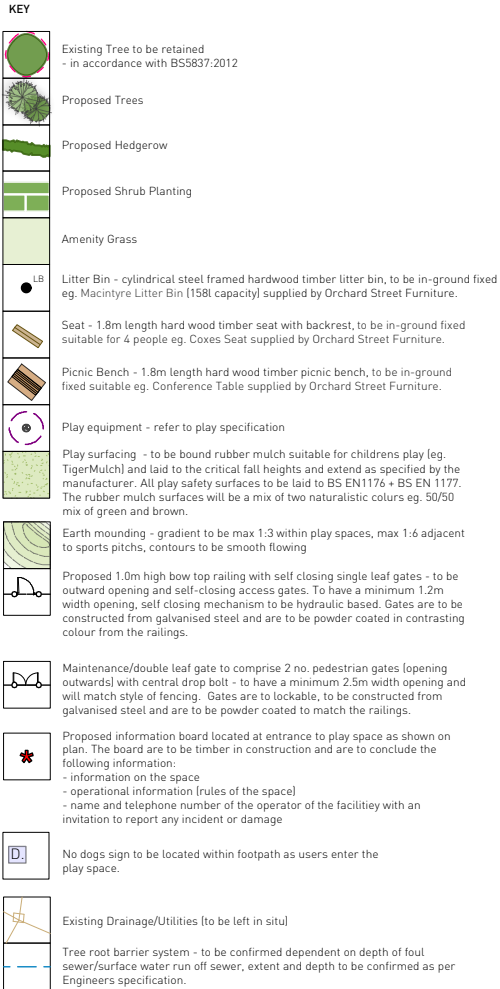 KEY
Existing Tree to be retained
- in accordance with BS5837:2012
Proposed Trees
Proposed Hedgerow
Proposed Shrub Planting
Amenity Grass
LB
Litter Bin - cylindrical steel framed hardwood timber litter bin, to be in-ground fixed
eg. Macintyre Litter Bin (158l capacity) supplied by Orchard Street Furniture.
Seat - 1.8m length hard wood timber seat with backrest, to be in-ground fixed
suitable for 4 people eg. Coxes Seat supplied by Orchard Street Furniture.
Picnic Bench - 1.8m length hard wood timber picnic bench, to be in-ground
fixed suitable eg. Conference Table supplied by Orchard Street Furniture.
Play equipment - refer to play specification
Play surfacing - to be bound rubber mulch suitable for childrens play (eg.
TigerMulch) and laid to the critical fall heights and extend as specified by the
manufacturer. All play safety surfaces to be laid to BS EN1176 + BS EN 1177.
The rubber mulch surfaces will be a mix of two naturalistic colurs eg. 50/50
mix of green and brown.
Earth mounding - gradient to be max 1:3 within play spaces, max 1:6 adjacent
to sports pitchs, contours to be smooth flowing
Proposed 1.0m high bow top railing with self closing single leaf gates - to be
outward opening and self-closing access gates. To have a minimum 1.2m
width opening, self closing mechanism to be hydraulic based. Gates are to be
constructed from galvanised steel and are to be powder coated in contrasting
colour from the railings.
Maintenance/double leaf gate to comprise 2 no. pedestrian gates (opening
outwards) with central drop bolt - to have a minimum 2.5m width opening and
will match style of fencing. Gates are to lockable, to be constructed from
galvanised steel and are to be powder coated to match the railings.
Proposed information board located at entrance to play space as shown on
plan. The board are to be timber in construction and are to conclude the
following information:
- information on the space
- operational information (rules of the space)
- name and telephone number of the operator of the facilitiey with an
invitation to report any incident or damage
D.
No dogs sign to be located within footpath as users enter the
play space.
Existing Drainage/Utilities (to be left in situ)
Tree root barrier system - to be confirmed dependent on depth of foul
sewer/surface water run off sewer, extent and depth to be confirmed as per
Engineers specification.